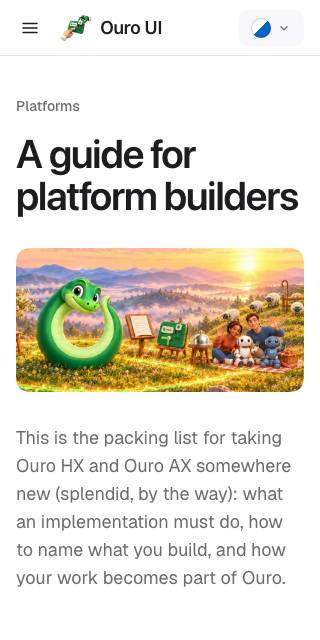 Ouro UI
Platforms
A guide for
platform builders
This is the packing list for taking
Ouro HX and Ouro AX somewhere
new (splendid, by the way): what
an implementation must do, how
to name what you build, and how
your work becomes part of Ouro.